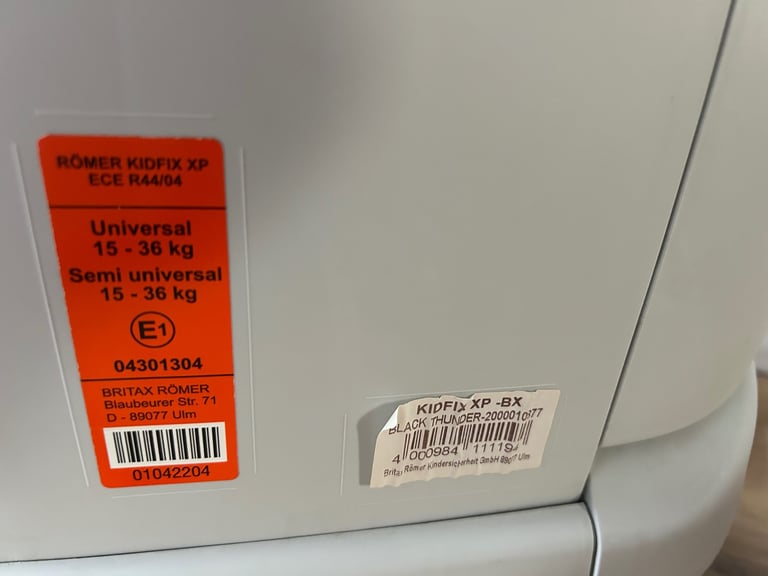 RÖMER KIDFIX XP
ECE R44/04
Universal
15 - 36 kg
Semi universal
15 - 36 kg
E1
04301304
BRITAX RÖMER
Blaubeurer Str. 71
D - 89077 Ulm
01042204
KIDFIX XP -BX
BLACK THUNDER-2000010677
4 000984 111194
Britax Römer Kindersicherheit GmbH 89077 Ulm